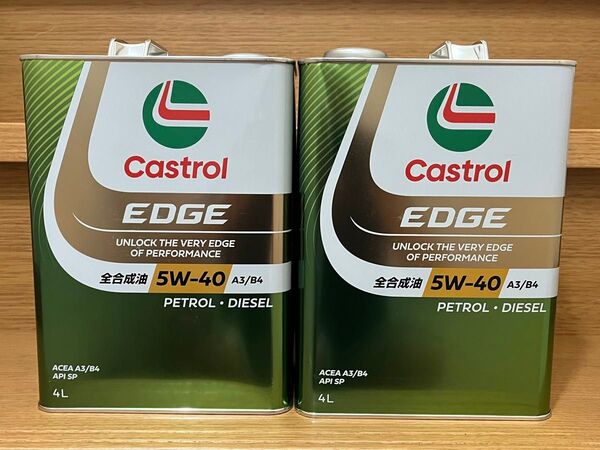 Castrol
EDGE
UNLOCK THE VERY EDGE
OF PERFORMANCE
全合成油 5W-40 A3/B4
PETROL・DIESEL
ACEA A3/B4
API SP
4L
Castrol
EDGE
UNLOCK THE VERY EDGE
OF PERFORMANCE
全合成油 5W-40 A3/B4
PETROL・DIESEL
ACEA A3/B4
API SP
4L